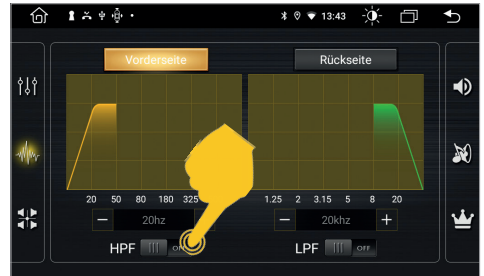 13:43
Vorderseite Rückseite
20 50 80 180 325 1.25 2 3.15 5 8 20
− 20hz − 20khz +
HPF OFF LPF OFF